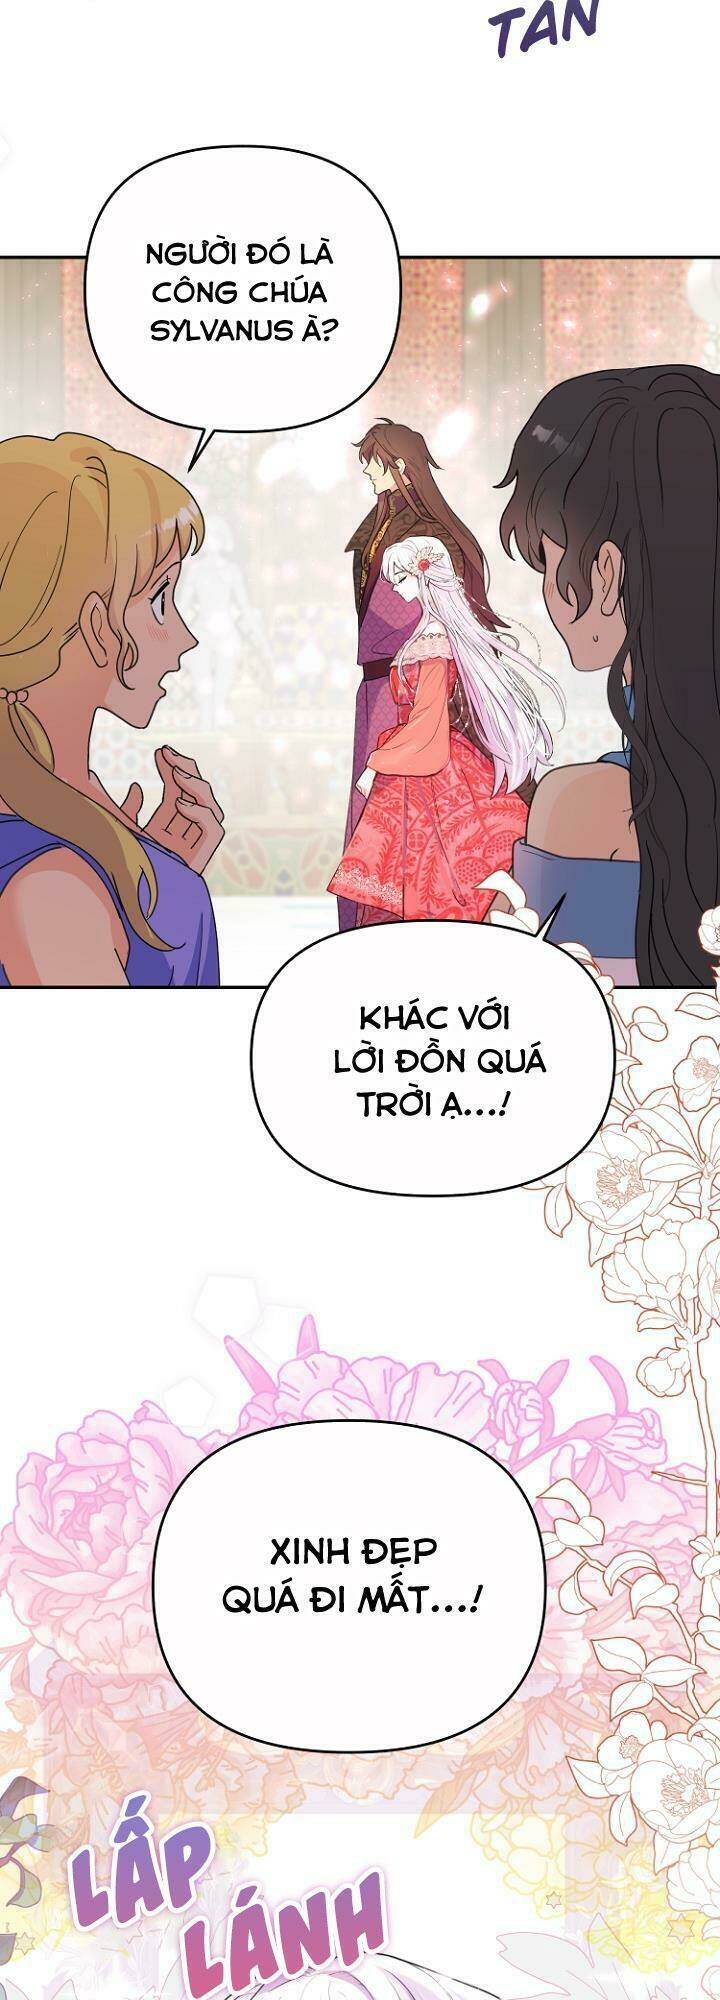 TAN
NGƯỜI ĐÓ LÀ
CÔNG CHÚA
SYLVANUS À?
KHÁC VỚI
LỜI ĐỒN QUÁ
TRỜI Ạ...!
XINH ĐẸP
QUÁ ĐI MẤT...!
LẤP
LÁNH